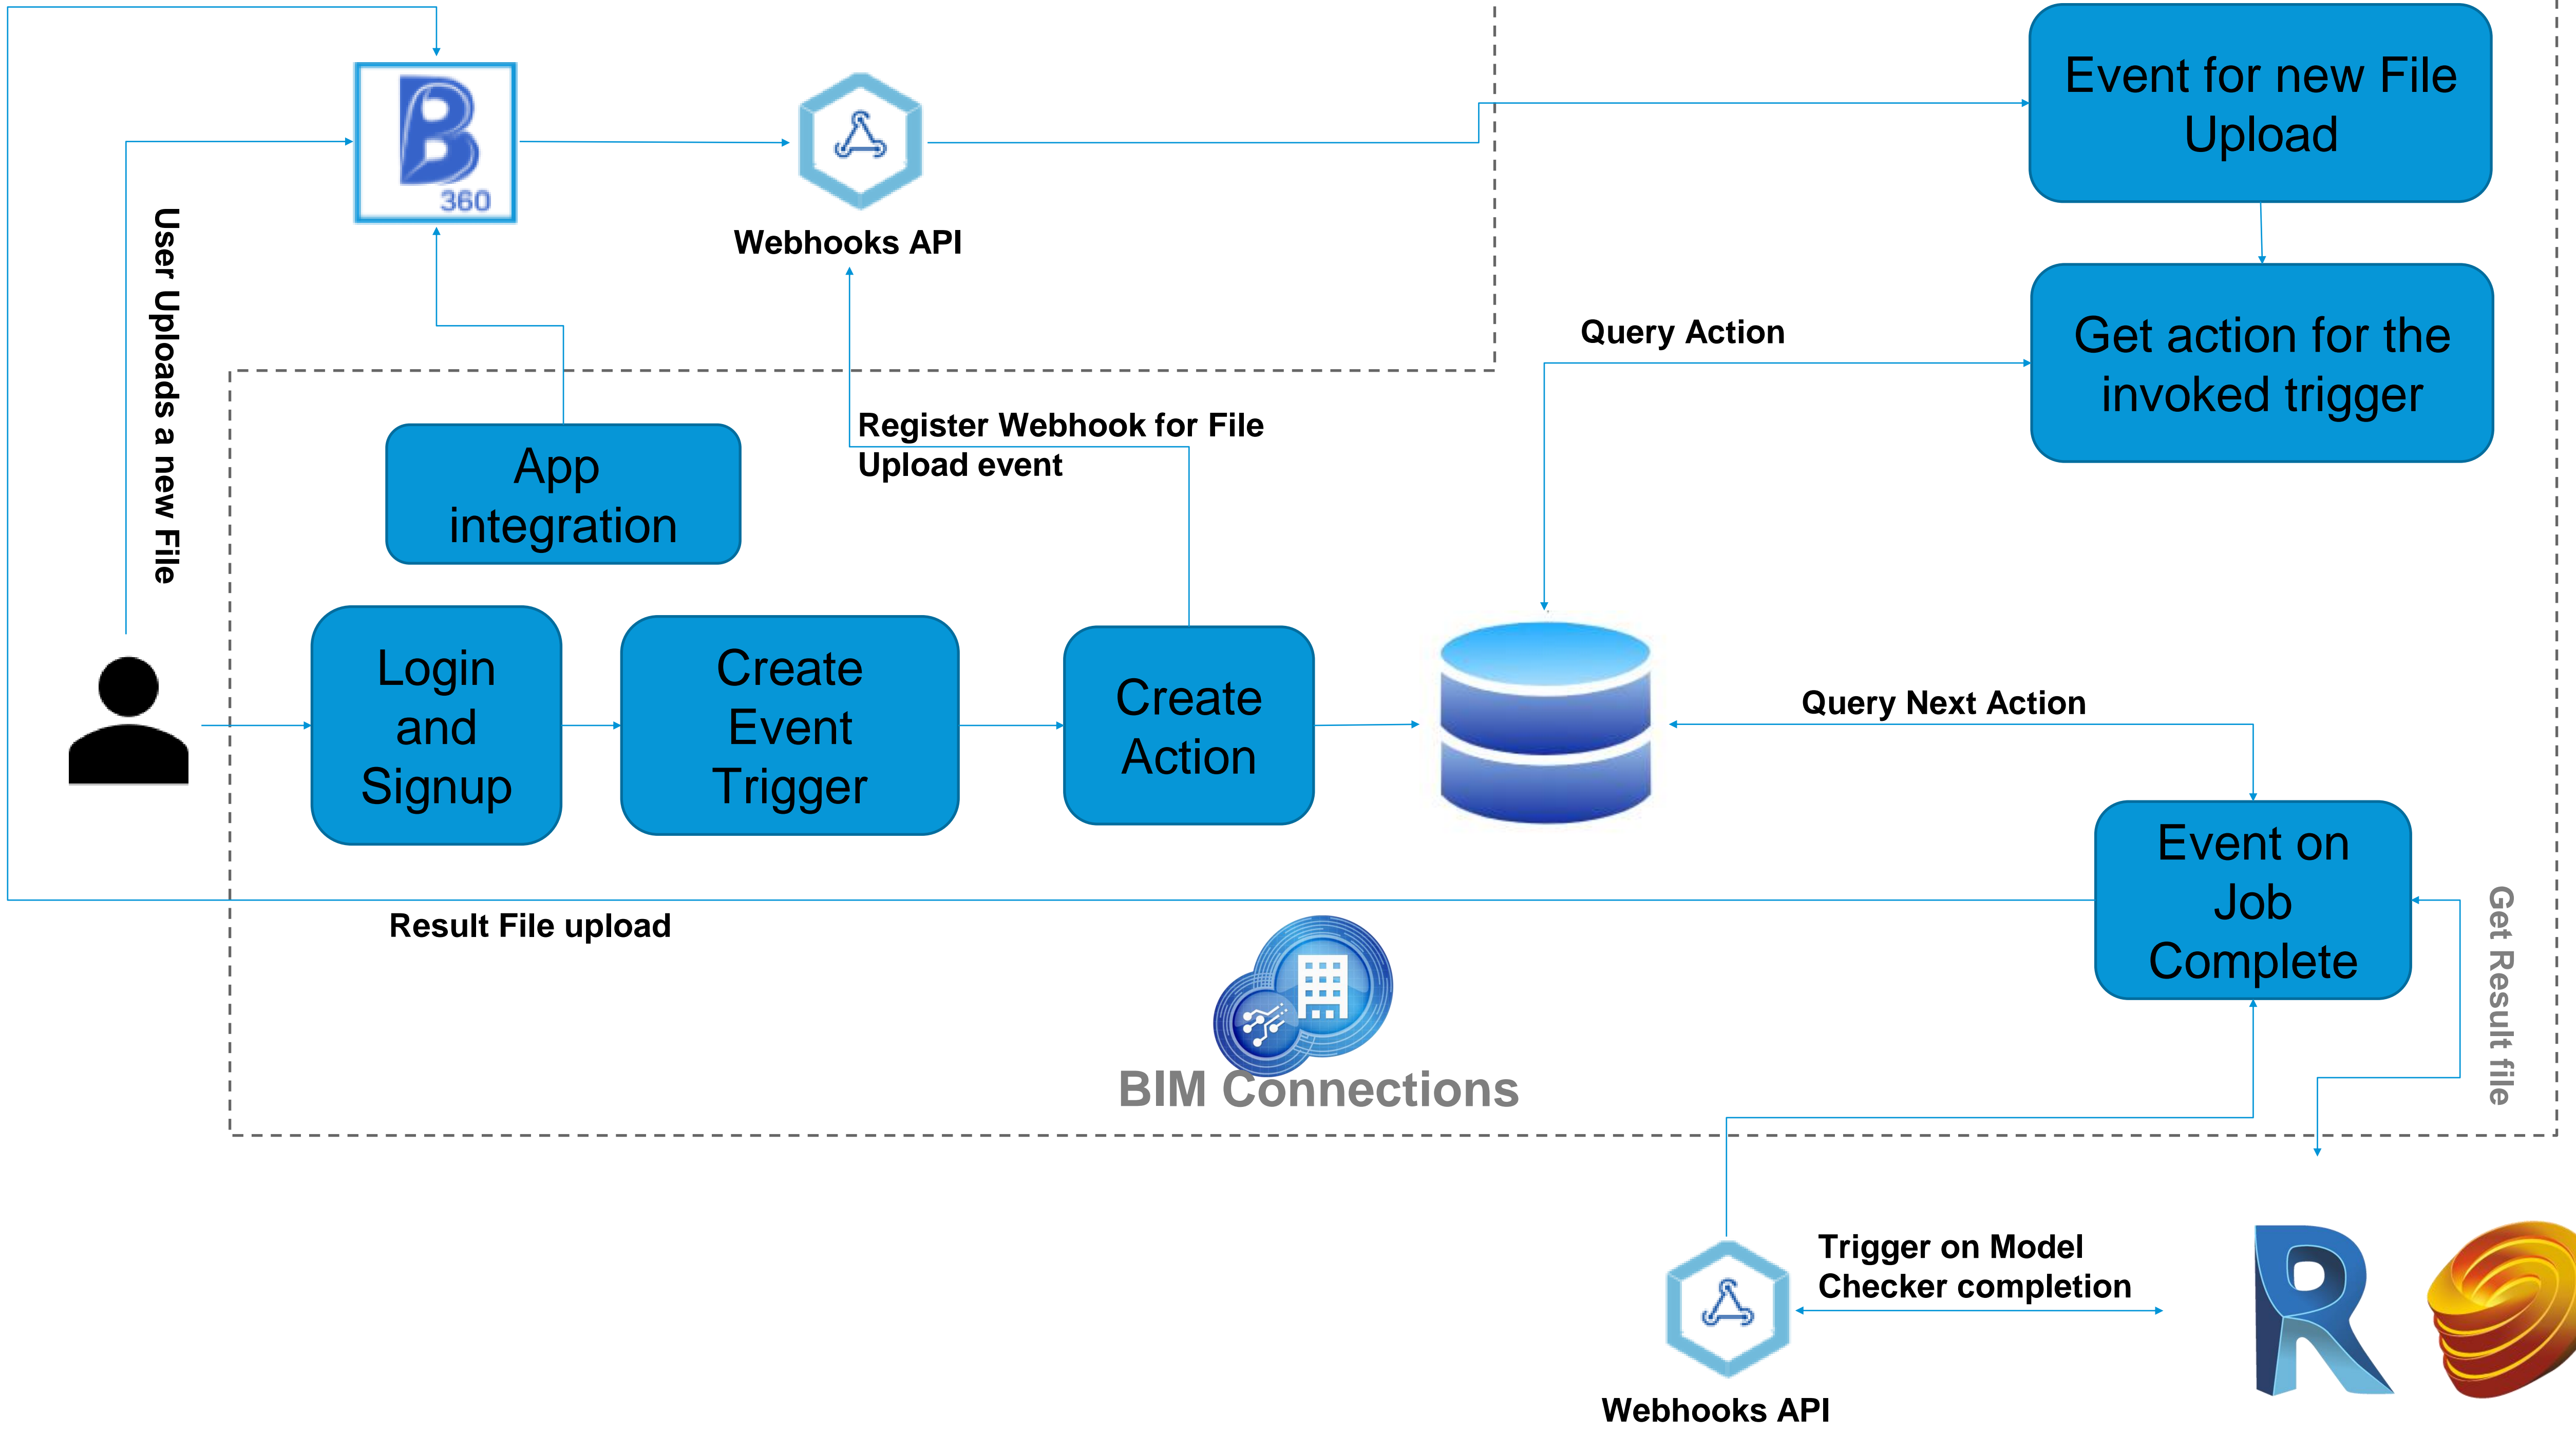 Event for new File
Upload
B
360
Webhooks API
User Uploads a new File
Query Action
Get action for the
invoked trigger
Register Webhook for File
Upload event
App
integration
Login
and
Signup
Create
Event
Trigger
Create
Action
Query Next Action
Event on
Job
Complete
Get Result file
Result File upload
BIM Connections
Trigger on Model
Checker completion
R
Webhooks API